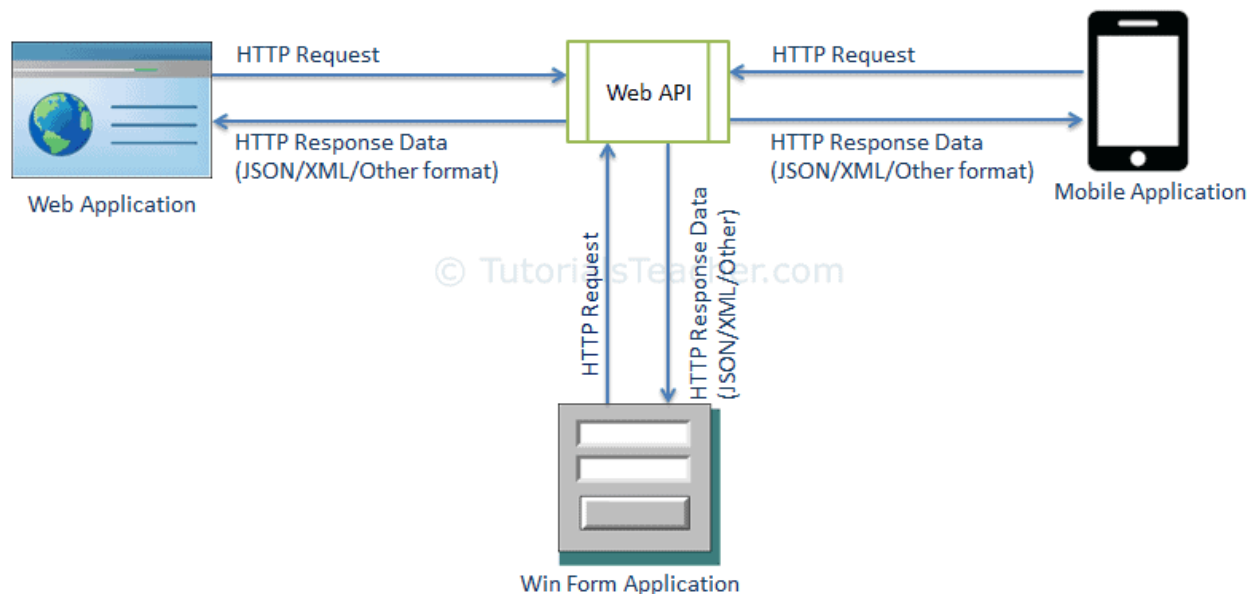 HTTP Request
HTTP Response Data
(JSON/XML/Other format)
Web Application
Web API
HTTP Request
HTTP Response Data
(JSON/XML/Other format)
Mobile Application
HTTP Request
HTTP Response Data
(JSON/XML/Other)
© TutorialsTeacher.com
Win Form Application